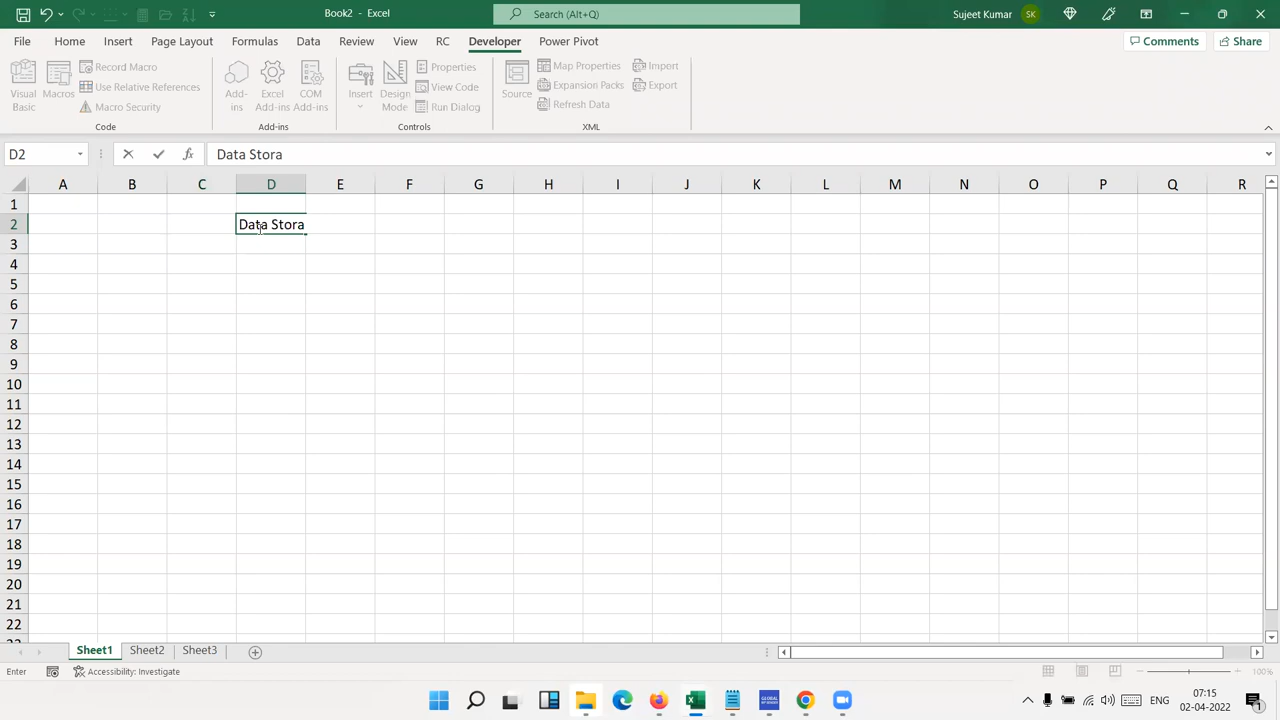 Book2 - Excel
Search (Alt+Q)
Sujeet Kumar
SK
File Home Insert Page Layout Formulas Data Review View RC Developer Power Pivot
Comments
Share
Visual Basic
Macros
Record Macro
Use Relative References
Macro Security
Code
Add-ins
Excel Add-ins
COM Add-ins
Add-ins
Insert
Design Mode
Properties
View Code
Run Dialog
Controls
Source
Map Properties
Expansion Packs
Refresh Data
Import
Export
XML
D2
fx
Data Stora
A B C D E F G H I J K L M N O P Q R
1
2 Data Stora
3
4
5
6
7
8
9
10
11
12
13
14
15
16
17
18
19
20
21
22
Sheet1 Sheet2 Sheet3
Enter
Accessibility: Investigate
100%
GLOBAL
ENG
07:15
02-04-2022
1